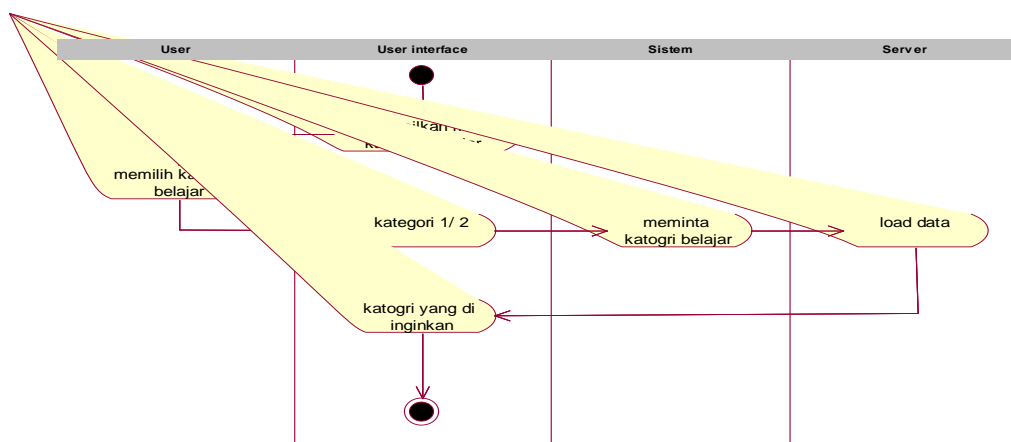 User
User interface
Sistem
Server
memilih
belajar
kategori 1/ 2
meminta
katogri belajar
load data
katogri yang di
inginkan